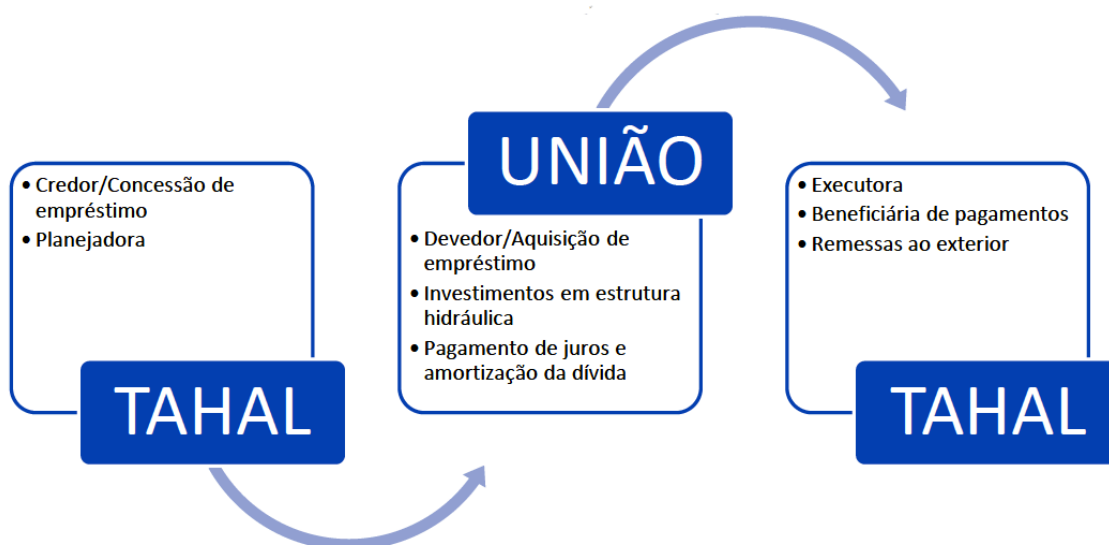 • Credor/Concessão de
empréstimo
• Planejadora
TAHAL
UNIÃO
• Devedor/Aquisição de
empréstimo
• Investimentos em estrutura
hidráulica
• Pagamento de juros e
amortização da dívida
• Executora
• Beneficiária de pagamentos
• Remessas ao exterior
TAHAL